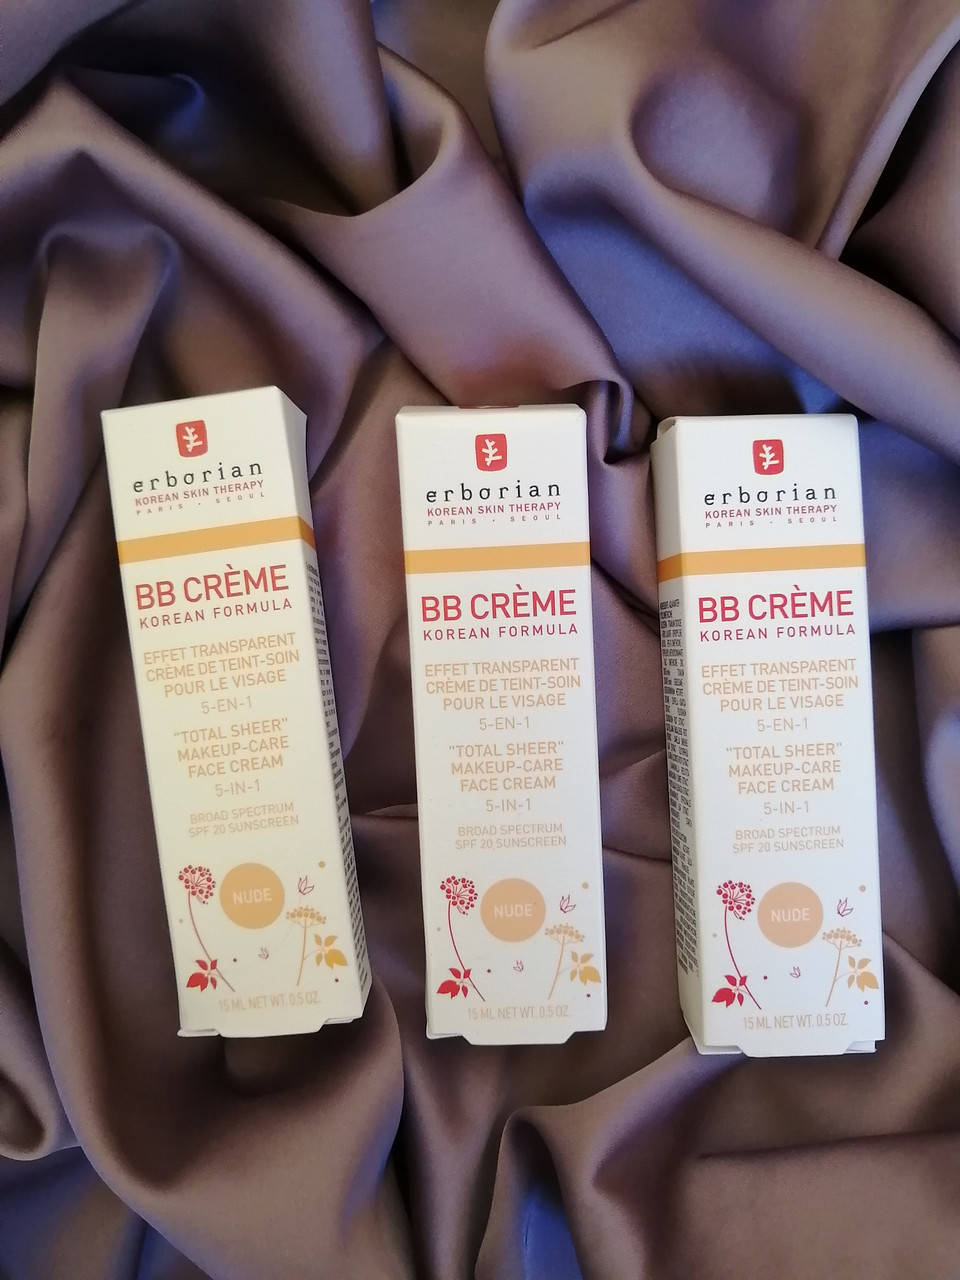 erborian
KOREAN SKIN THERAPY
PARIS · SEOUL
BB CRÈME
KOREAN FORMULA
EFFET TRANSPARENT
CRÈME DE TEINT-SOIN
POUR LE VISAGE
5-EN-1
"TOTAL SHEER"
MAKEUP-CARE
FACE CREAM
5-IN-1
BROAD SPECTRUM
SPF 20 SUNSCREEN
NUDE
15 ML NET WT. 0.5 OZ.
erborian
KOREAN SKIN THERAPY
PARIS · SEOUL
BB CRÈME
KOREAN FORMULA
EFFET TRANSPARENT
CRÈME DE TEINT-SOIN
POUR LE VISAGE
5-EN-1
"TOTAL SHEER"
MAKEUP-CARE
FACE CREAM
5-IN-1
BROAD SPECTRUM
SPF 20 SUNSCREEN
NUDE
15 ML NET WT. 0.5 OZ.
erborian
KOREAN SKIN THERAPY
PARIS · SEOUL
BB CRÈME
KOREAN FORMULA
EFFET TRANSPARENT
CRÈME DE TEINT-SOIN
POUR LE VISAGE
5-EN-1
"TOTAL SHEER"
MAKEUP-CARE
FACE CREAM
5-IN-1
BROAD SPECTRUM
SPF 20 SUNSCREEN
NUDE
15 ML NET WT. 0.5 OZ.